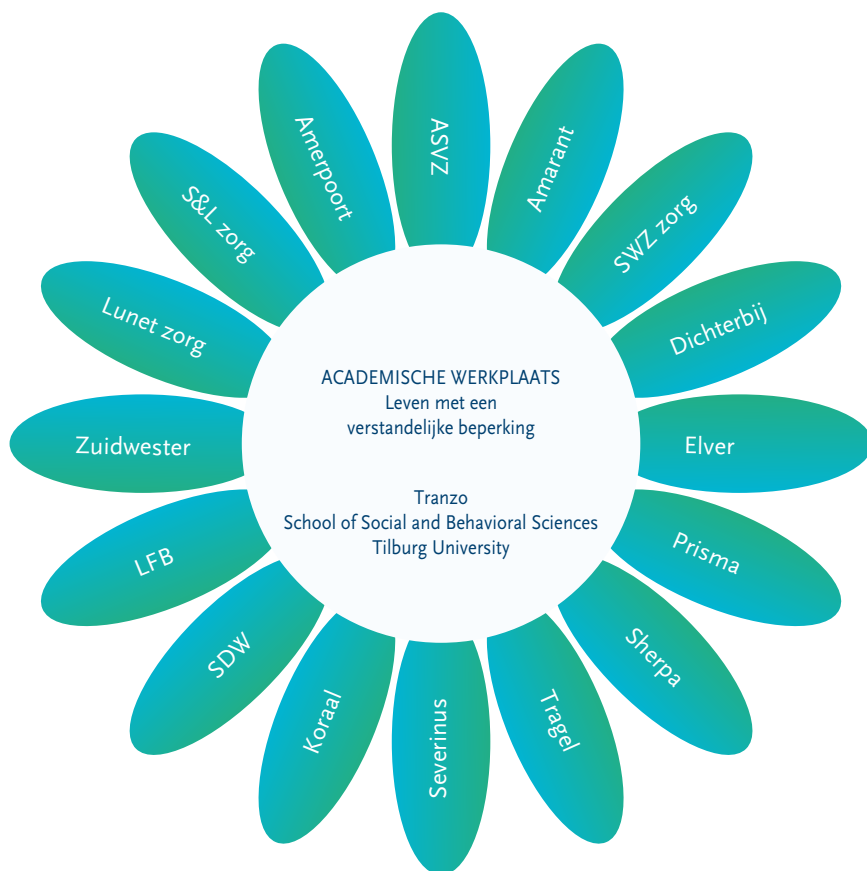 ASVZ
Amarant
SWZ zorg
Dichterbij
Elver
Prisma
Sherpa
Tragel
Severinus
Koraal
SDW
LFB
Zuidwester
Lunet zorg
S&L zorg
Amerpoort
ACADEMISCHE WERKPLAATS
Leven met een
verstandelijke beperking
Tranzo
School of Social and Behavioral Sciences
Tilburg University